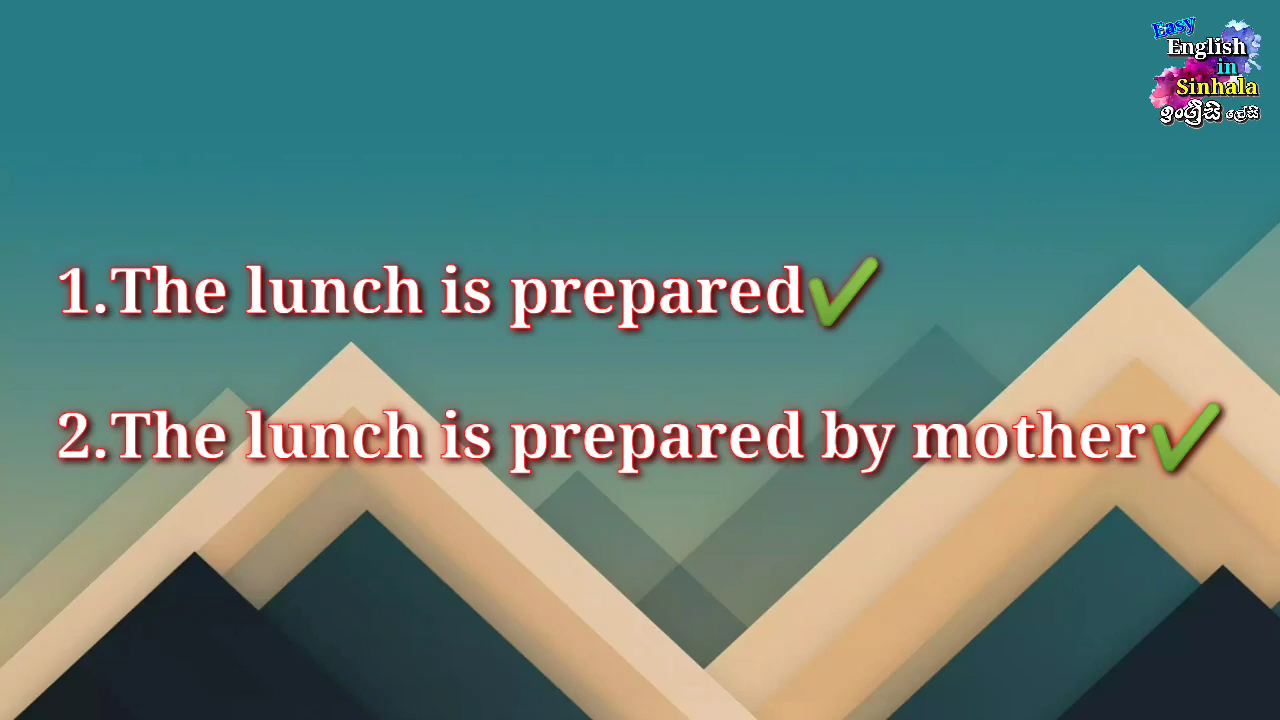 Easy
English
in
Sinhala
ඉංග්‍රීසි ලේසි
1.The lunch is prepared✔
2.The lunch is prepared by mother✔